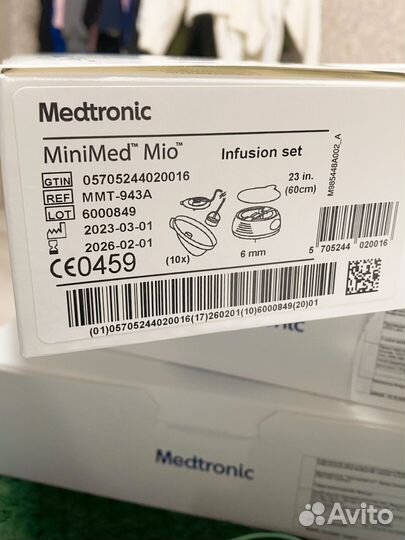 Medtronic
MiniMed™ Mio™ Infusion set
GTIN 05705244020016
REF MMT-943A
LOT 6000849
2023-03-01
2026-02-01
CE0459
(10x)
6 mm
23 in.
(60cm)
M985448A002_A
5 705244 020016
(01)05705244020016(17)260201(10)6000849(20)01
Medtronic
Avito